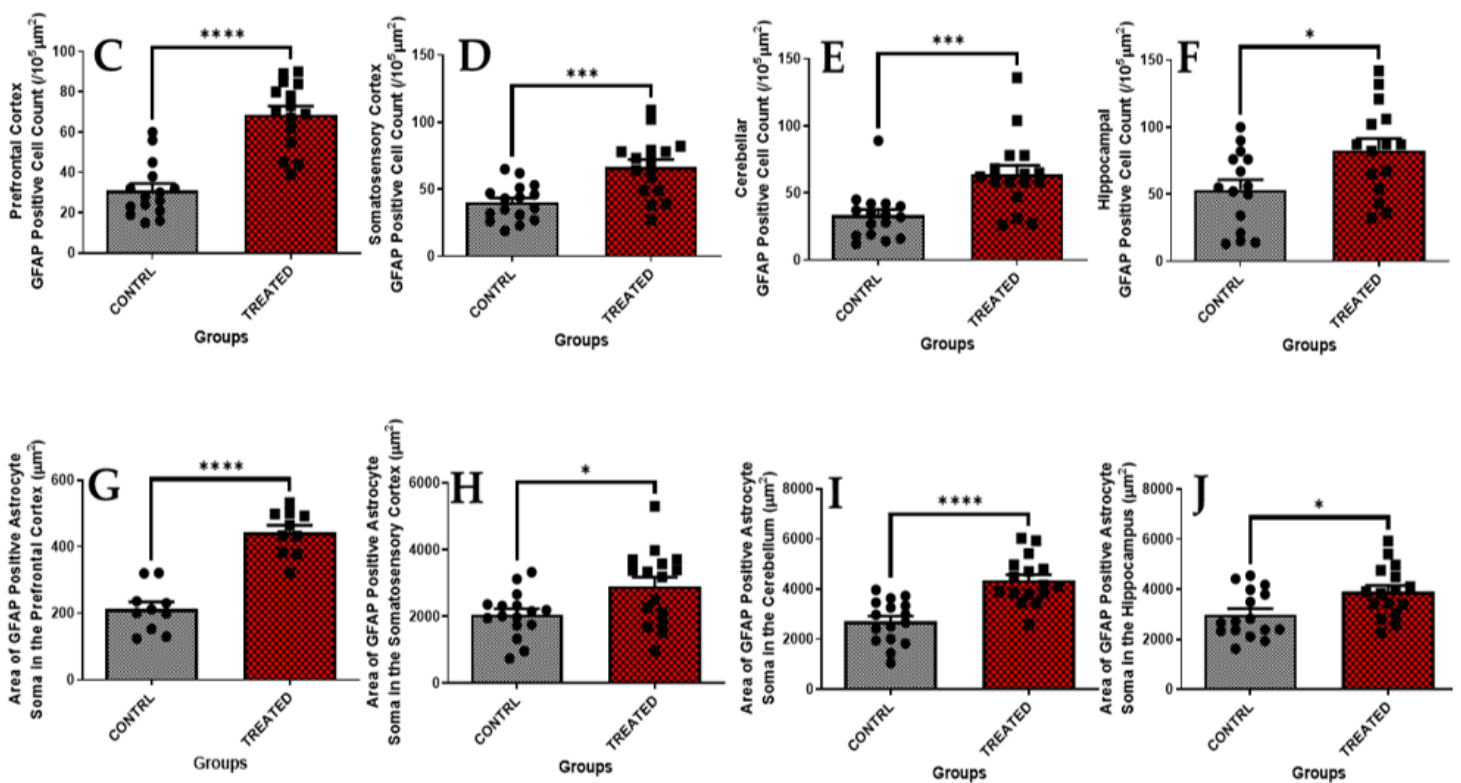 C
Prefrontal Cortex
GFAP Positive Cell Count (/10⁵µm²)
100
80
60
40
20
0
****
CONTRL
TREATED
Groups
D
Somatosensory Cortex
GFAP Positive Cell Count (/10⁵µm²)
150
100
50
0
***
CONTRL
TREATED
Groups
E
Cerebellar
GFAP Positive Cell Count (/10⁵µm²)
150
100
50
0
***
CONTRL
TREATED
Groups
F
Hippocampal
GFAP Positive Cell Count (/10⁵µm²)
150
100
50
0
*
CONTRL
TREATED
Groups
G
Area of GFAP Positive Astrocyte
Soma in the Prefrontal Cortex (µm²)
600
400
200
0
****
CONTRL
TREATED
Groups
H
Area of GFAP Positive Astrocyte
Soma in the Somatosensory Cortex (µm²)
6000
4000
2000
0
*
CONTRL
TREATED
Groups
I
Area of GFAP Positive Astrocyte
Soma in the Cerebellum (µm²)
8000
6000
4000
2000
0
****
CONTRL
TREATED
Groups
J
Area of GFAP Positive Astrocyte
Soma in the Hippocampus (µm²)
8000
6000
4000
2000
0
*
CONTRL
TREATED
Groups